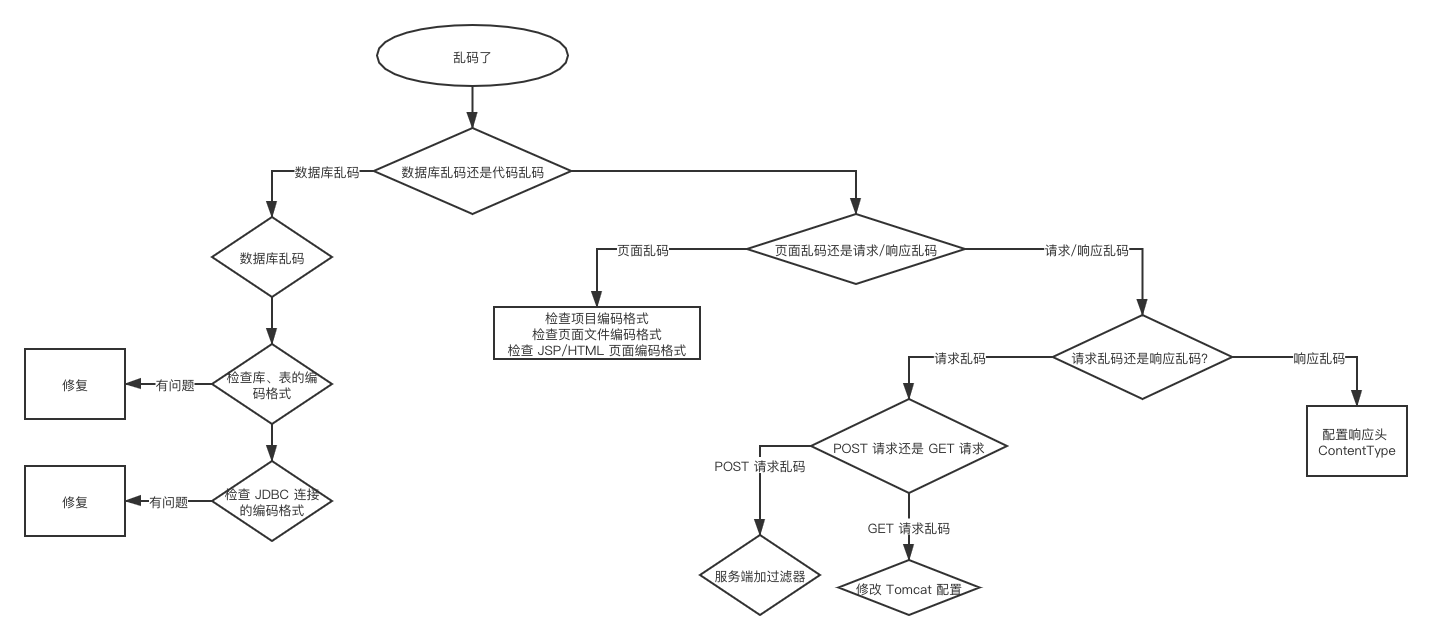 乱码了
数据库乱码还是代码乱码
数据库乱码
数据库乱码
页面乱码还是请求/响应乱码
页面乱码
请求/响应乱码
检查项目编码格式
检查页面文件编码格式
检查 JSP/HTML 页面编码格式
请求乱码还是响应乱码?
请求乱码
响应乱码
检查库、表的编
码格式
有问题
修复
配置响应头
ContentType
POST 请求还是 GET 请求
POST 请求乱码
GET 请求乱码
检查 JDBC 连接
的编码格式
有问题
修复
服务端加过滤器
修改 Tomcat 配置